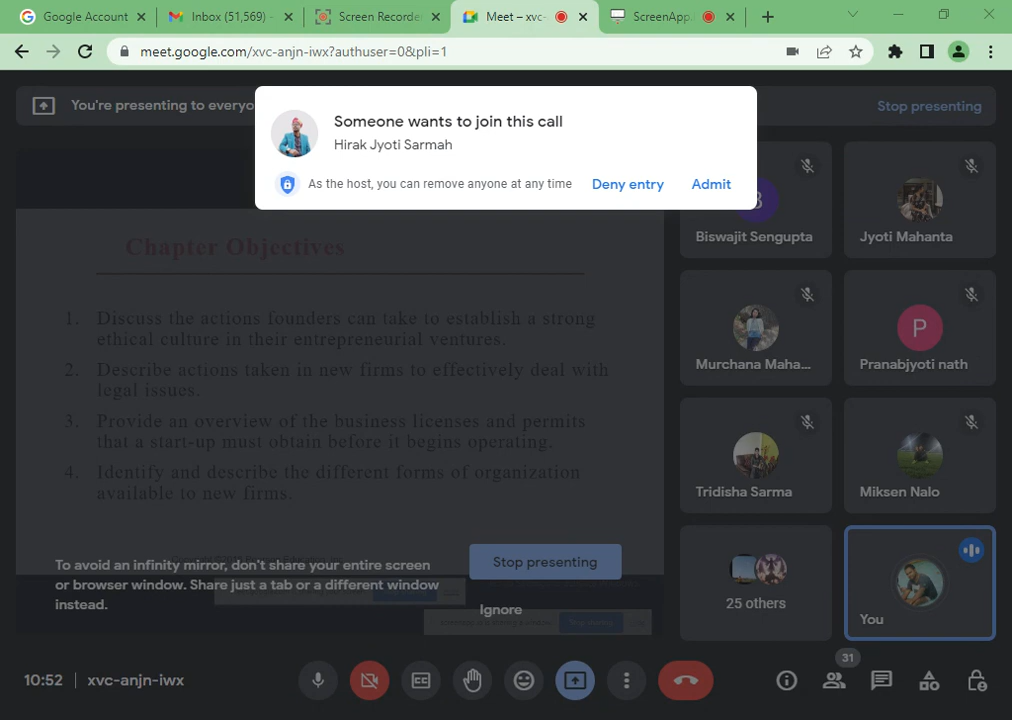 Google Account
Inbox (51,569) -
Screen Recorde
Meet – xvc-
ScreenApp.
meet.google.com/xvc-anjn-iwx?authuser=0&pli=1
You're presenting to everyo
Stop presenting
Someone wants to join this call
Hirak Jyoti Sarmah
As the host, you can remove anyone at any time
Deny entry
Admit
Chapter Objectives
1. Discuss the actions founders can take to establish a strong
ethical culture in their entrepreneurial ventures.
2. Describe actions taken in new firms to effectively deal with
legal issues.
3. Provide an overview of the business licenses and permits
that a start-up must obtain before it begins operating.
4. Identify and describe the different forms of organization
available to new firms.
To avoid an infinity mirror, don't share your entire screen
or browser window. Share just a tab or a different window
instead.
Stop presenting
Ignore
B
Biswajit Sengupta
Jyoti Mahanta
Murchana Maha...
P
Pranabjyoti nath
Tridisha Sarma
Miksen Nalo
25 others
You
10:52
xvc-anjn-iwx
31